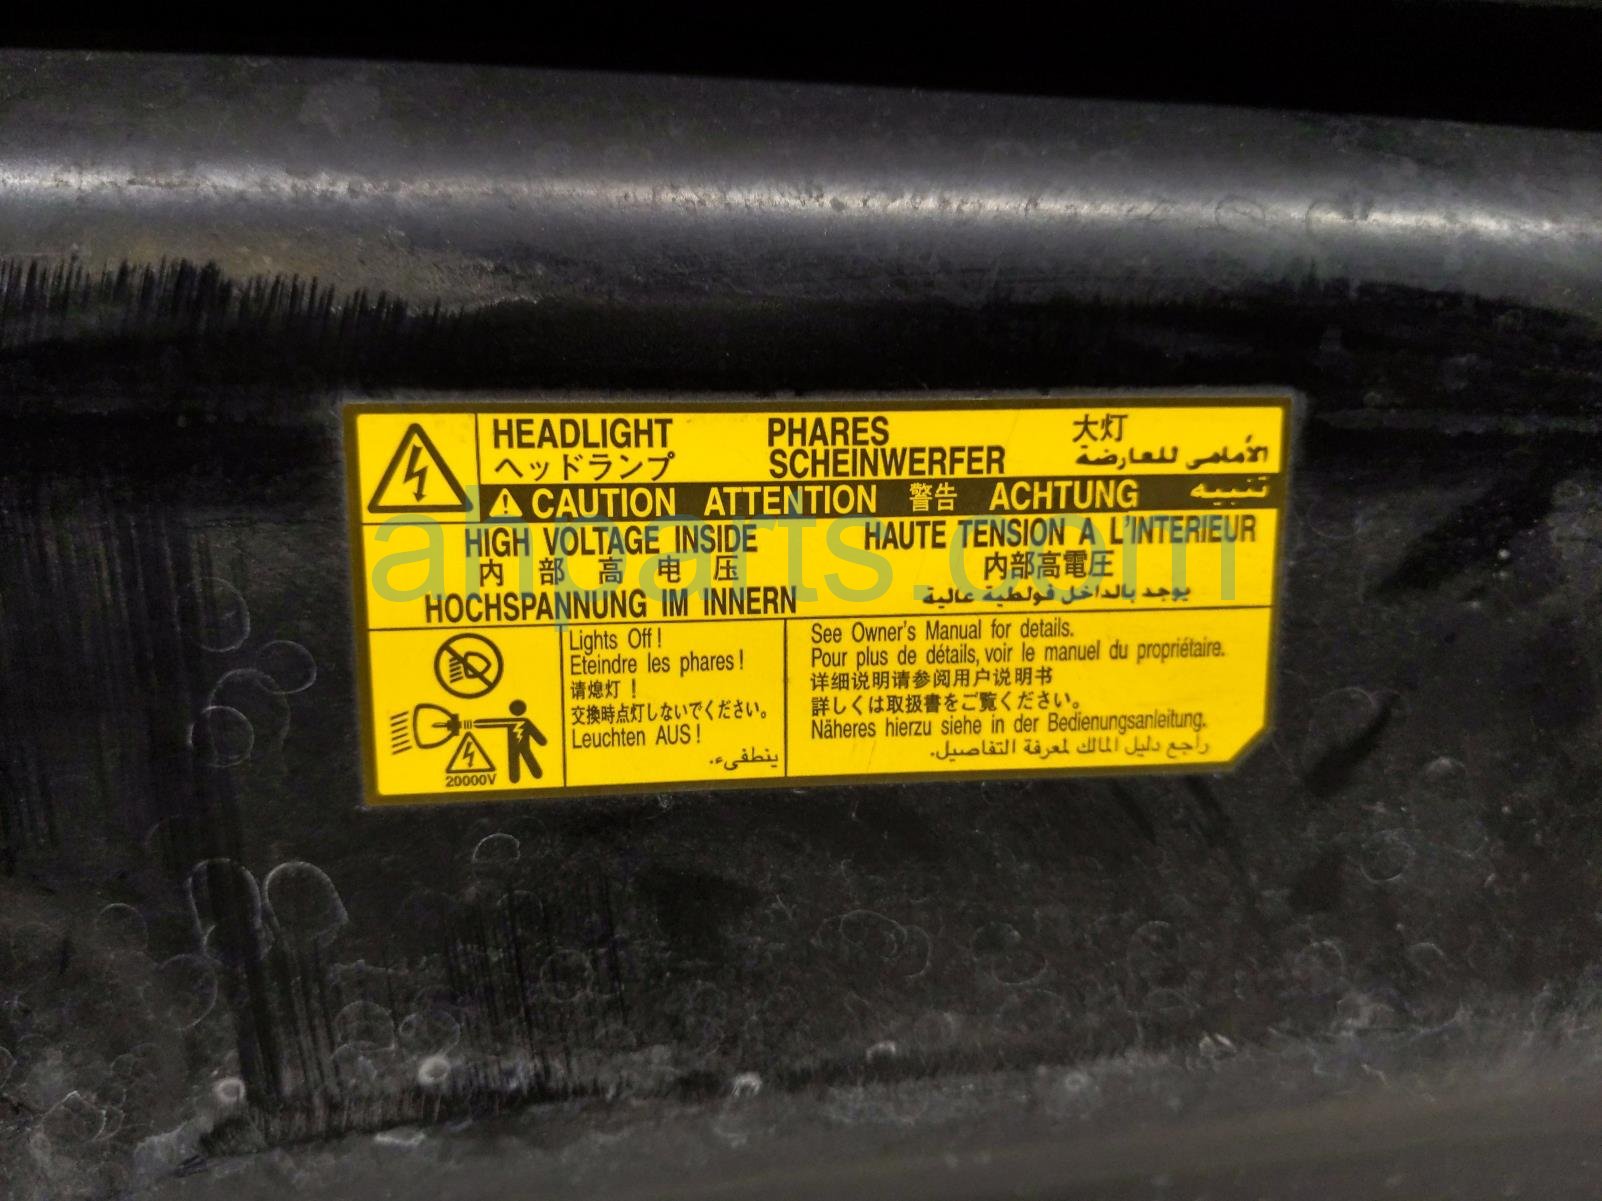 HEADLIGHT PHARES 大灯
ヘッドランプ SCHEINWERFER الأمامى للعارضة
CAUTION ATTENTION 警告 ACHTUNG تنبيه
HIGH VOLTAGE INSIDE HAUTE TENSION A L'INTERIEUR
内部高电压 内部高電圧
HOCHSPANNUNG IM INNERN يوجد بالداخل فولطية عالية
ahparts.com
Lights Off!
Eteindre les phares!
请熄灯!
交換時点灯しないでください。
Leuchten AUS!
ينطفىء.
20000V
See Owner's Manual for details.
Pour plus de détails, voir le manuel du propriétaire.
详细说明请参阅用户说明书
詳しくは取扱書をご覧ください。
Näheres hierzu siehe in der Bedienungsanleitung.
راجع دليل المالك لمعرفة التفاصيل.